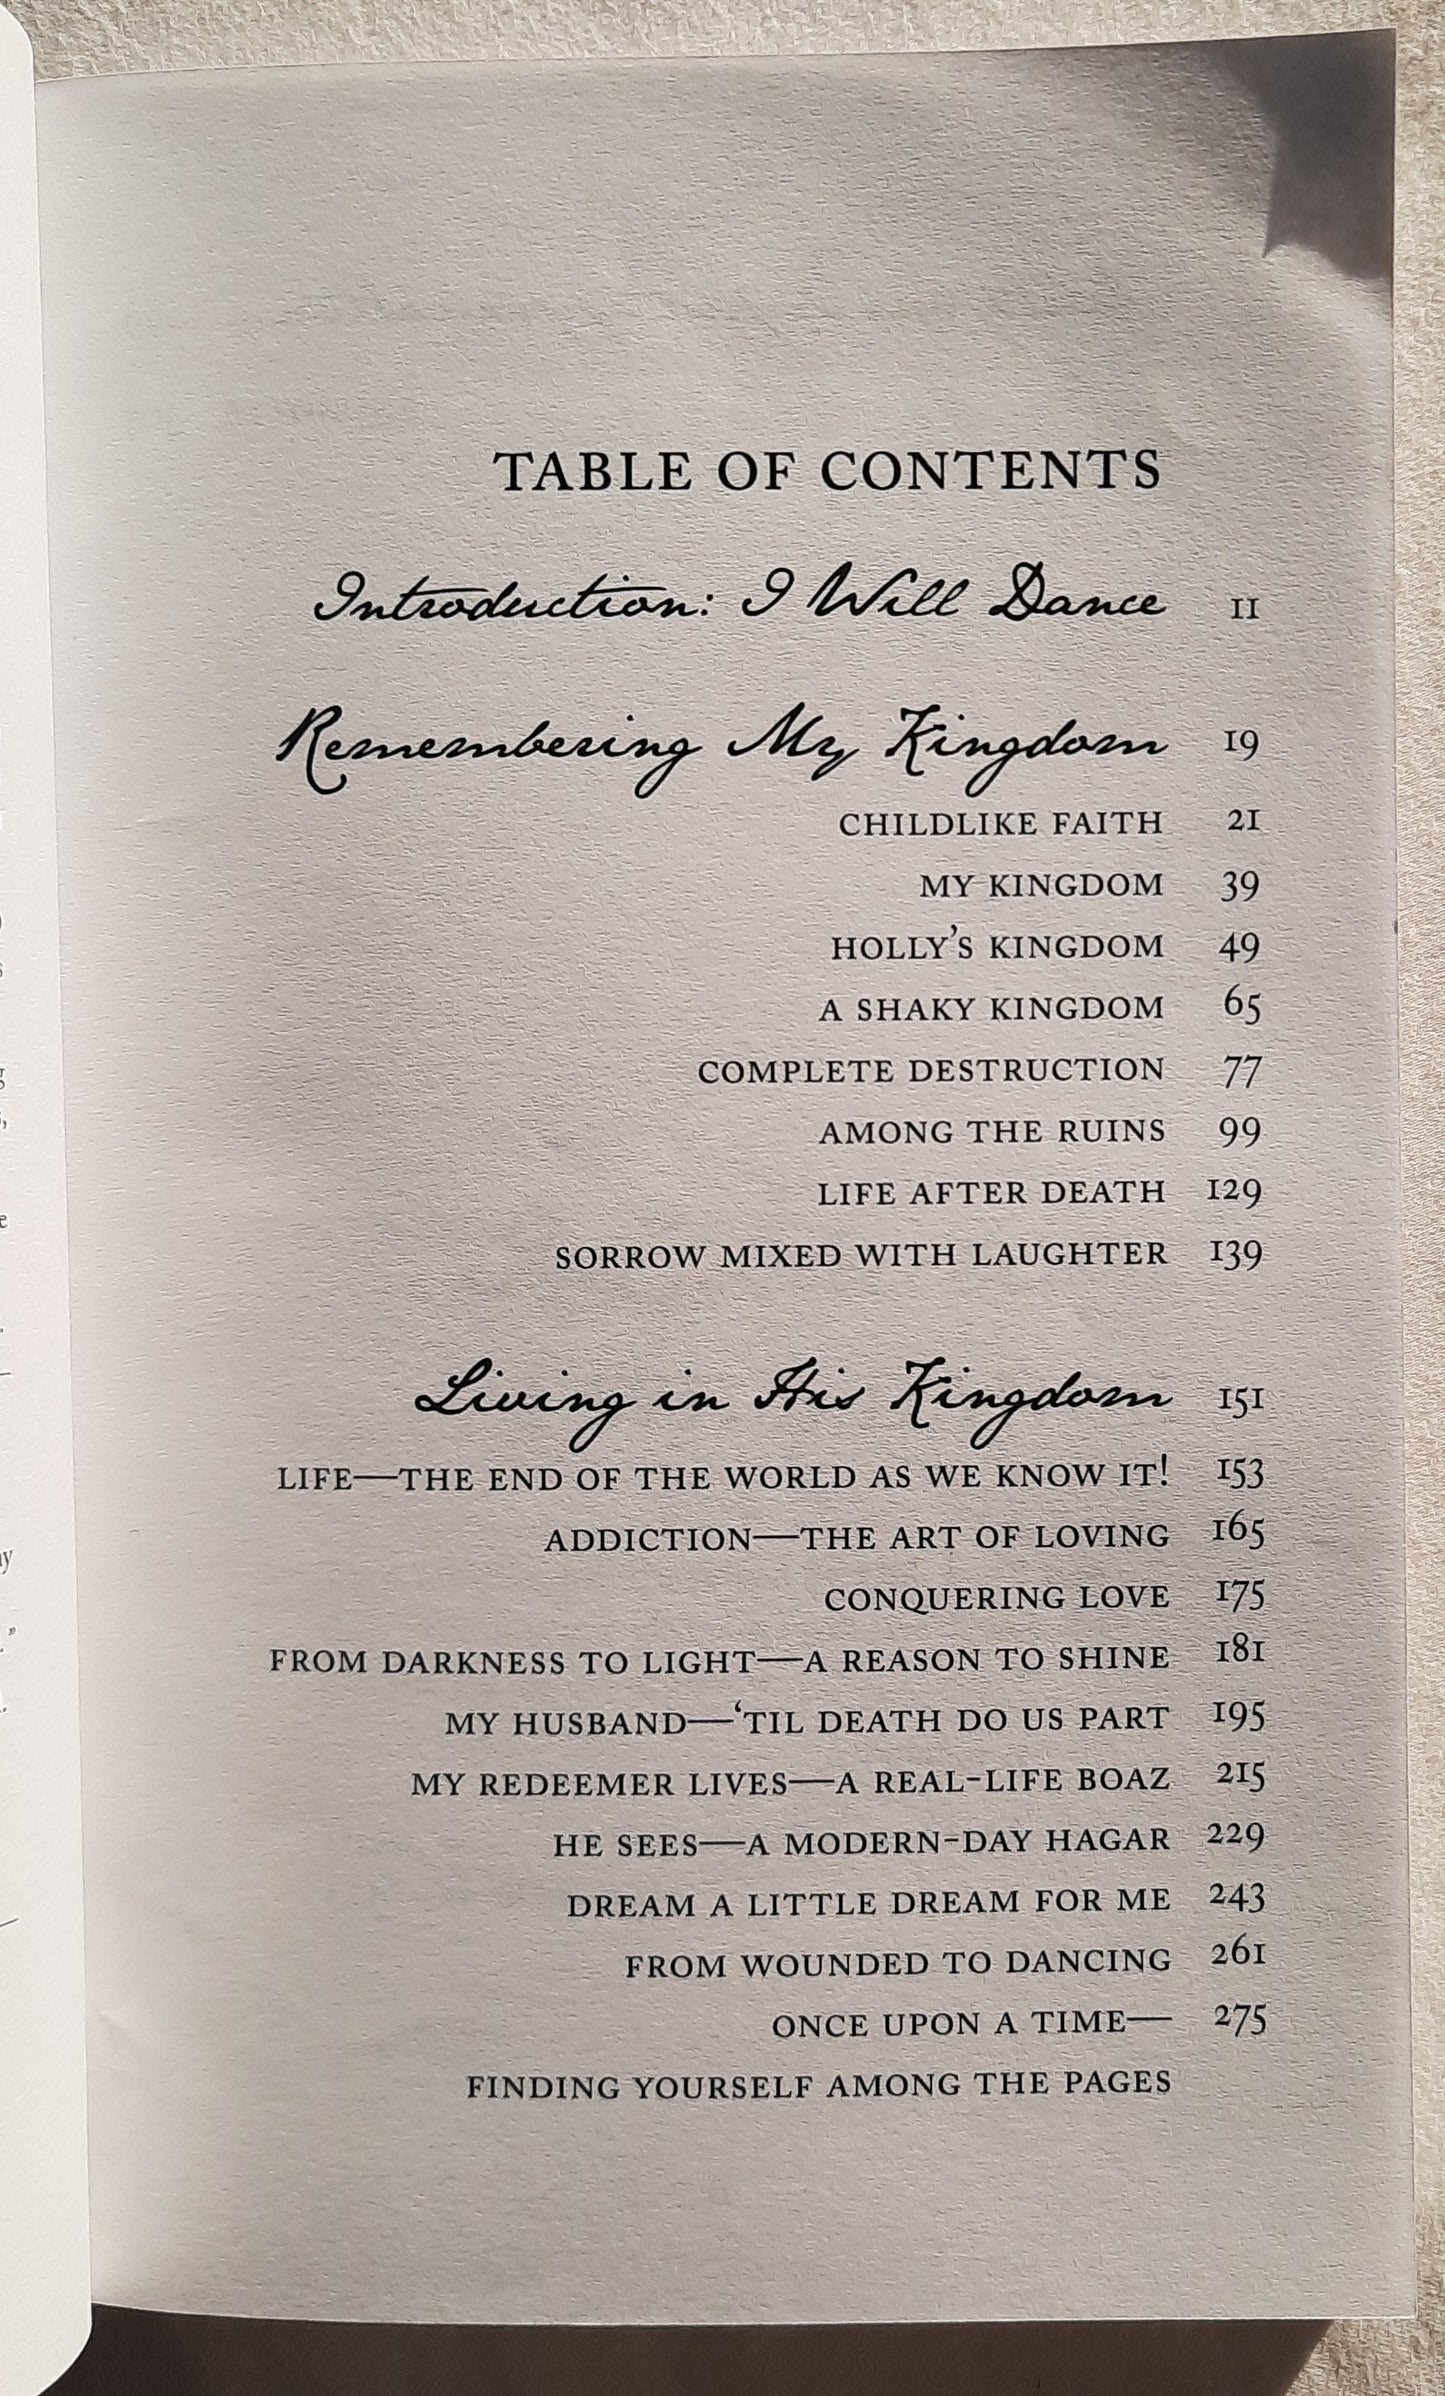 TABLE OF CONTENTS
Introduction: I Will Dance 11
Remembering My Kingdom 19
CHILDLIKE FAITH 21
MY KINGDOM 39
HOLLY'S KINGDOM 49
A SHAKY KINGDOM 65
COMPLETE DESTRUCTION 77
AMONG THE RUINS 99
LIFE AFTER DEATH 129
SORROW MIXED WITH LAUGHTER 139
Living in His Kingdom 151
LIFE—THE END OF THE WORLD AS WE KNOW IT! 153
ADDICTION—THE ART OF LOVING 165
CONQUERING LOVE 175
FROM DARKNESS TO LIGHT—A REASON TO SHINE 181
MY HUSBAND—‘TIL DEATH DO US PART 195
MY REDEEMER LIVES—A REAL-LIFE BOAZ 215
HE SEES—A MODERN-DAY HAGAR 229
DREAM A LITTLE DREAM FOR ME 243
FROM WOUNDED TO DANCING 261
ONCE UPON A TIME— 275
FINDING YOURSELF AMONG THE PAGES